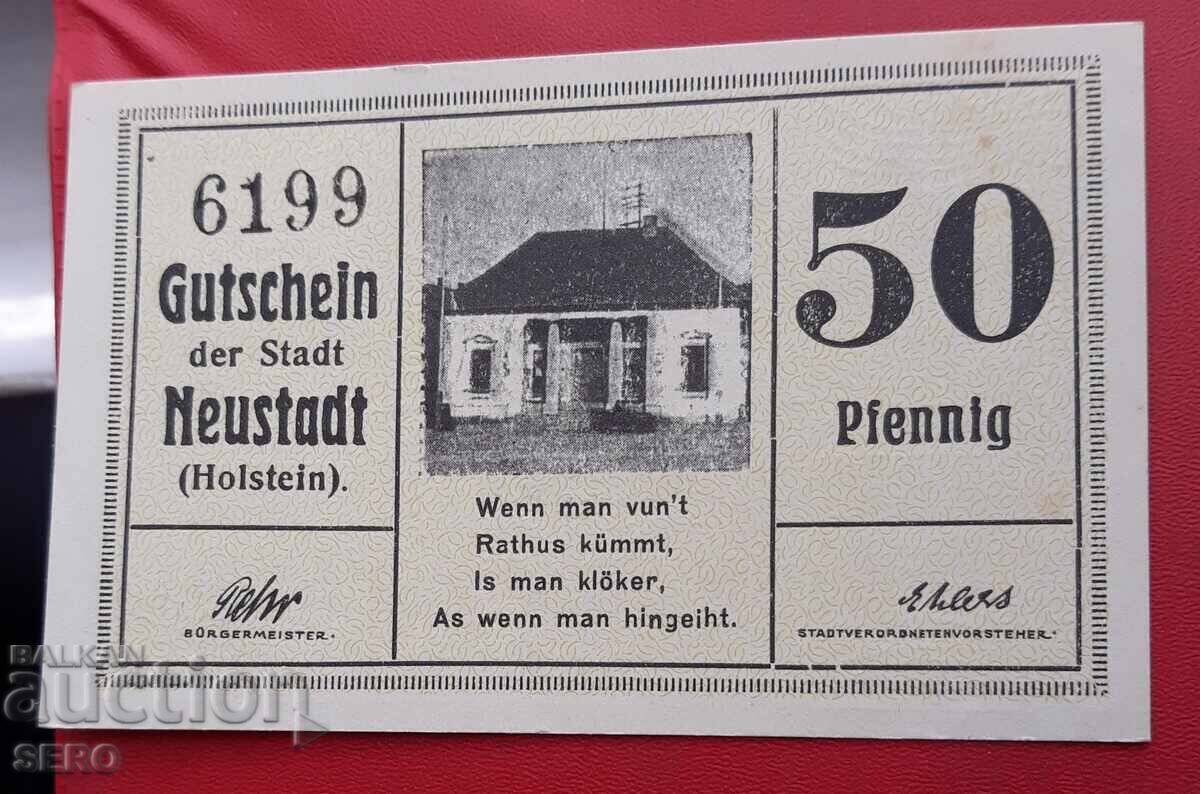 6199
Gutschein
der Stadt
Neustadt
(Holstein).
BÜRGERMEISTER.
Wenn man vun't
Rathus kümmt,
Is man klöker,
As wenn man hingeiht.
50
Pfennig
Ehlers
STADTVERORDNETENVORSTEHER.
BALKAN
auction
SERO